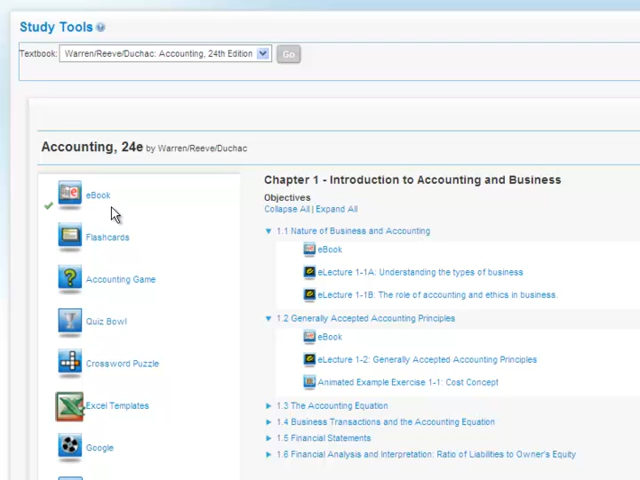 Study Tools
Textbook: Warren/Reeve/Duchac: Accounting, 24th Edition Go
Accounting, 24e by Warren/Reeve/Duchac
eBook
Flashcards
Accounting Game
Quiz Bowl
Crossword Puzzle
Excel Templates
Google
Chapter 1 - Introduction to Accounting and Business
Objectives
Collapse All | Expand All
1.1 Nature of Business and Accounting
eBook
eLecture 1-1A: Understanding the types of business
eLecture 1-1B: The role of accounting and ethics in business.
1.2 Generally Accepted Accounting Principles
eBook
eLecture 1-2: Generally Accepted Accounting Principles
Animated Example Exercise 1-1: Cost Concept
1.3 The Accounting Equation
1.4 Business Transactions and the Accounting Equation
1.5 Financial Statements
1.6 Financial Analysis and Interpretation: Ratio of Liabilities to Owner's Equity